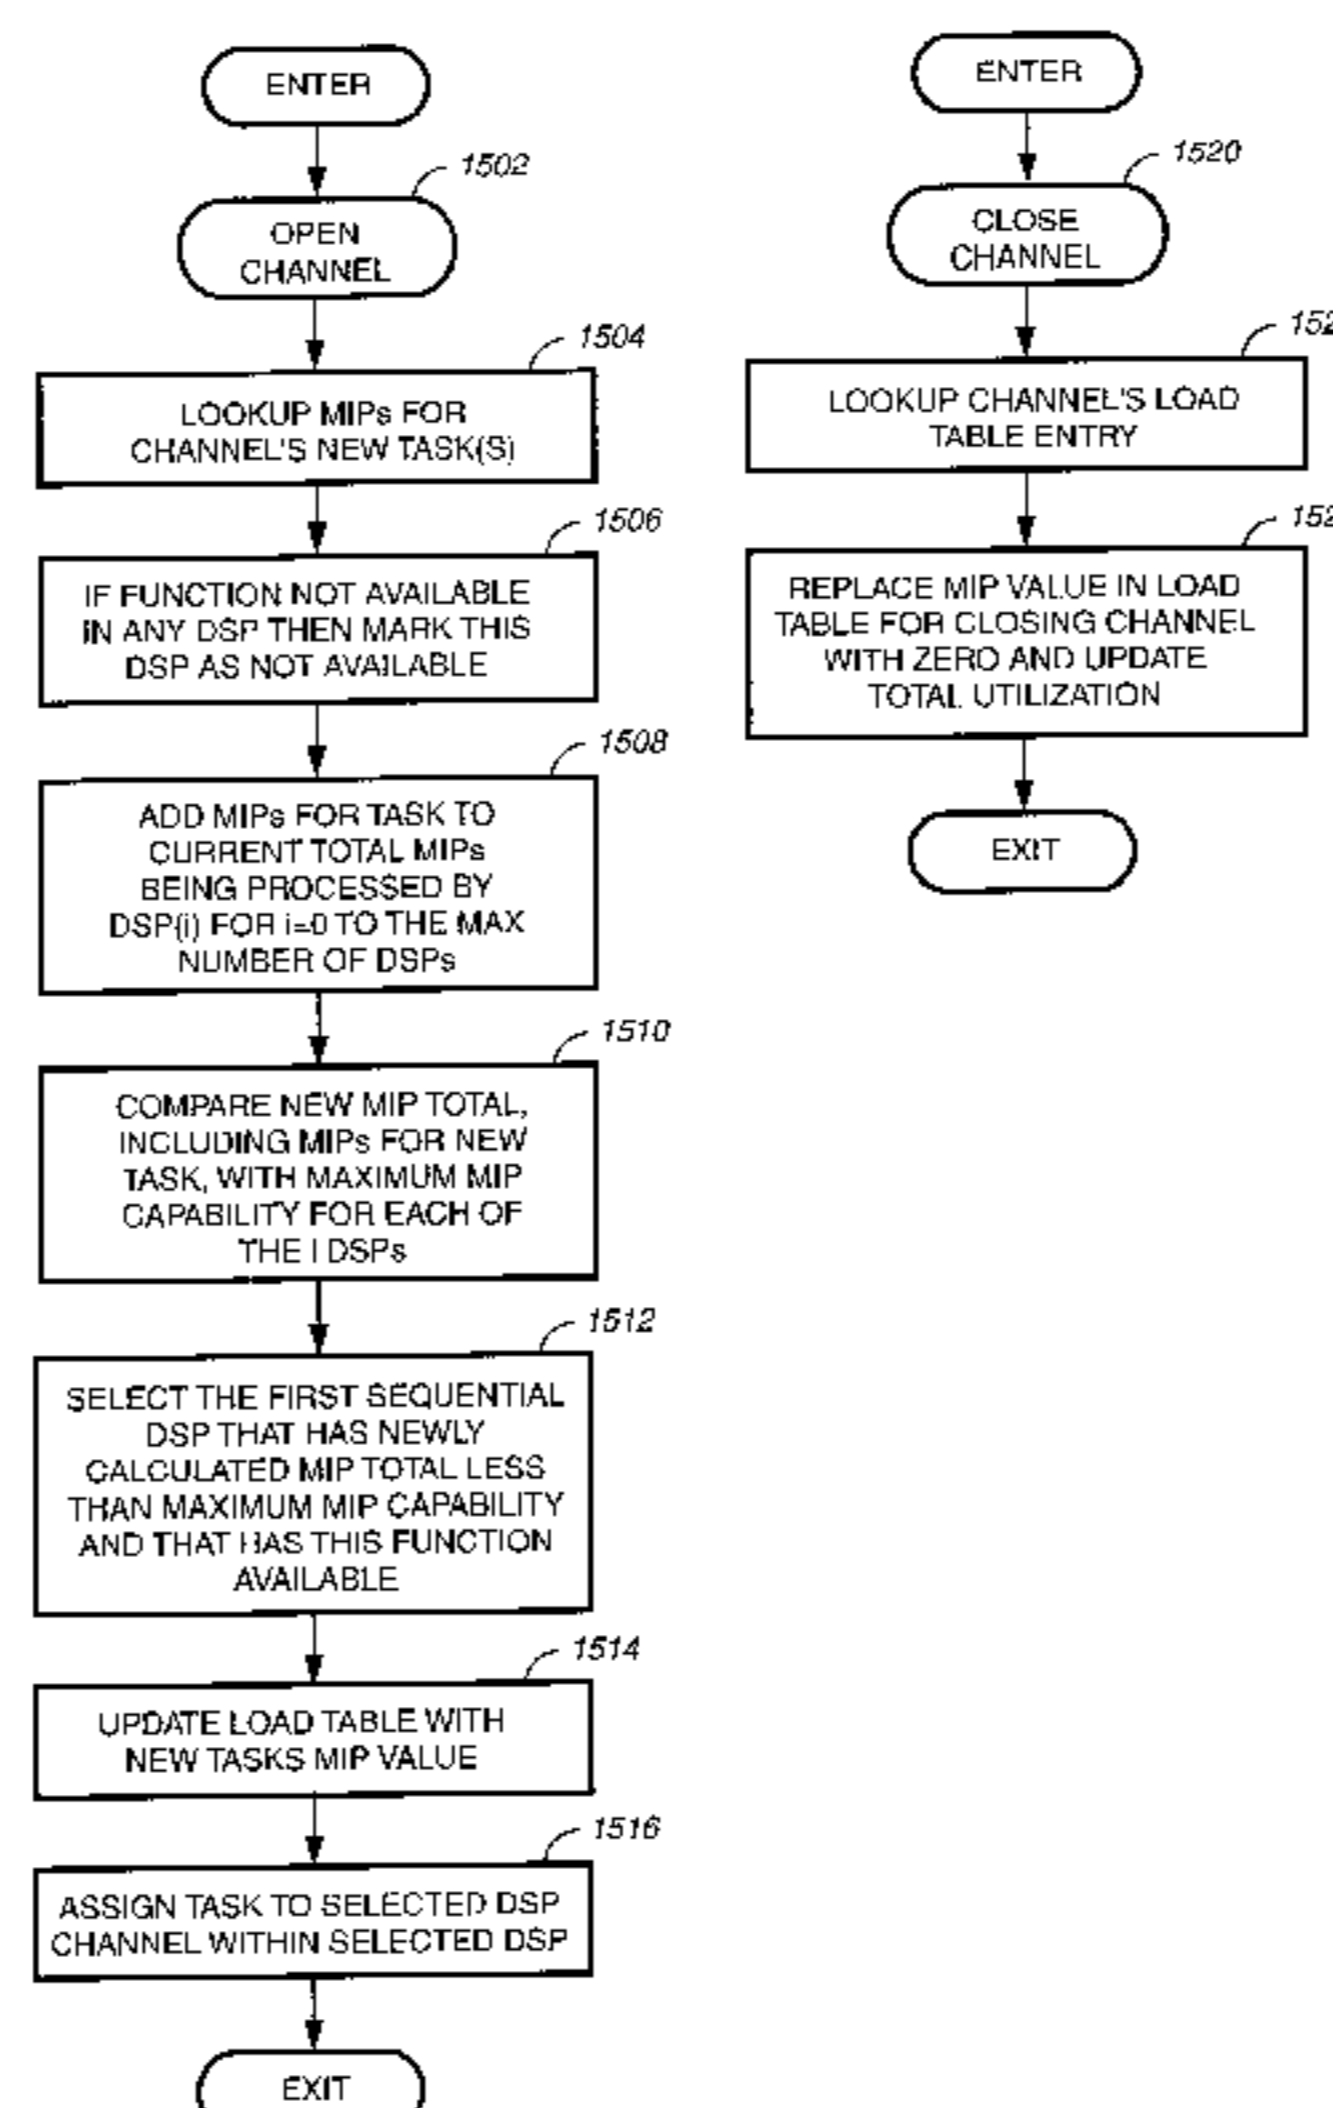 ENTER
1502
OPEN
CHANNEL
1504
LOOKUP MIPs FOR
CHANNEL'S NEW TASK(S)
1506
IF FUNCTION NOT AVAILABLE
IN ANY DSP THEN MARK THIS
DSP AS NOT AVAILABLE
1508
ADD MIPs FOR TASK TO
CURRENT TOTAL MIPs
BEING PROCESSED BY
DSP(i) FOR i=0 TO THE MAX
NUMBER OF DSPs
1510
COMPARE NEW MIP TOTAL,
INCLUDING MIPs FOR NEW
TASK, WITH MAXIMUM MIP
CAPABILITY FOR EACH OF
THE I DSPs
1512
SELECT THE FIRST SEQUENTIAL
DSP THAT HAS NEWLY
CALCULATED MIP TOTAL LESS
THAN MAXIMUM MIP CAPABILITY
AND THAT HAS THIS FUNCTION
AVAILABLE
1514
UPDATE LOAD TABLE WITH
NEW TASKS MIP VALUE
1516
ASSIGN TASK TO SELECTED DSP
CHANNEL WITHIN SELECTED DSP
EXIT
ENTER
1520
CLOSE
CHANNEL
LOOKUP CHANNEL'S LOAD
TABLE ENTRY
REPLACE MIP VALUE IN LOAD
TABLE FOR CLOSING CHANNEL
WITH ZERO AND UPDATE
TOTAL UTILIZATION
EXIT